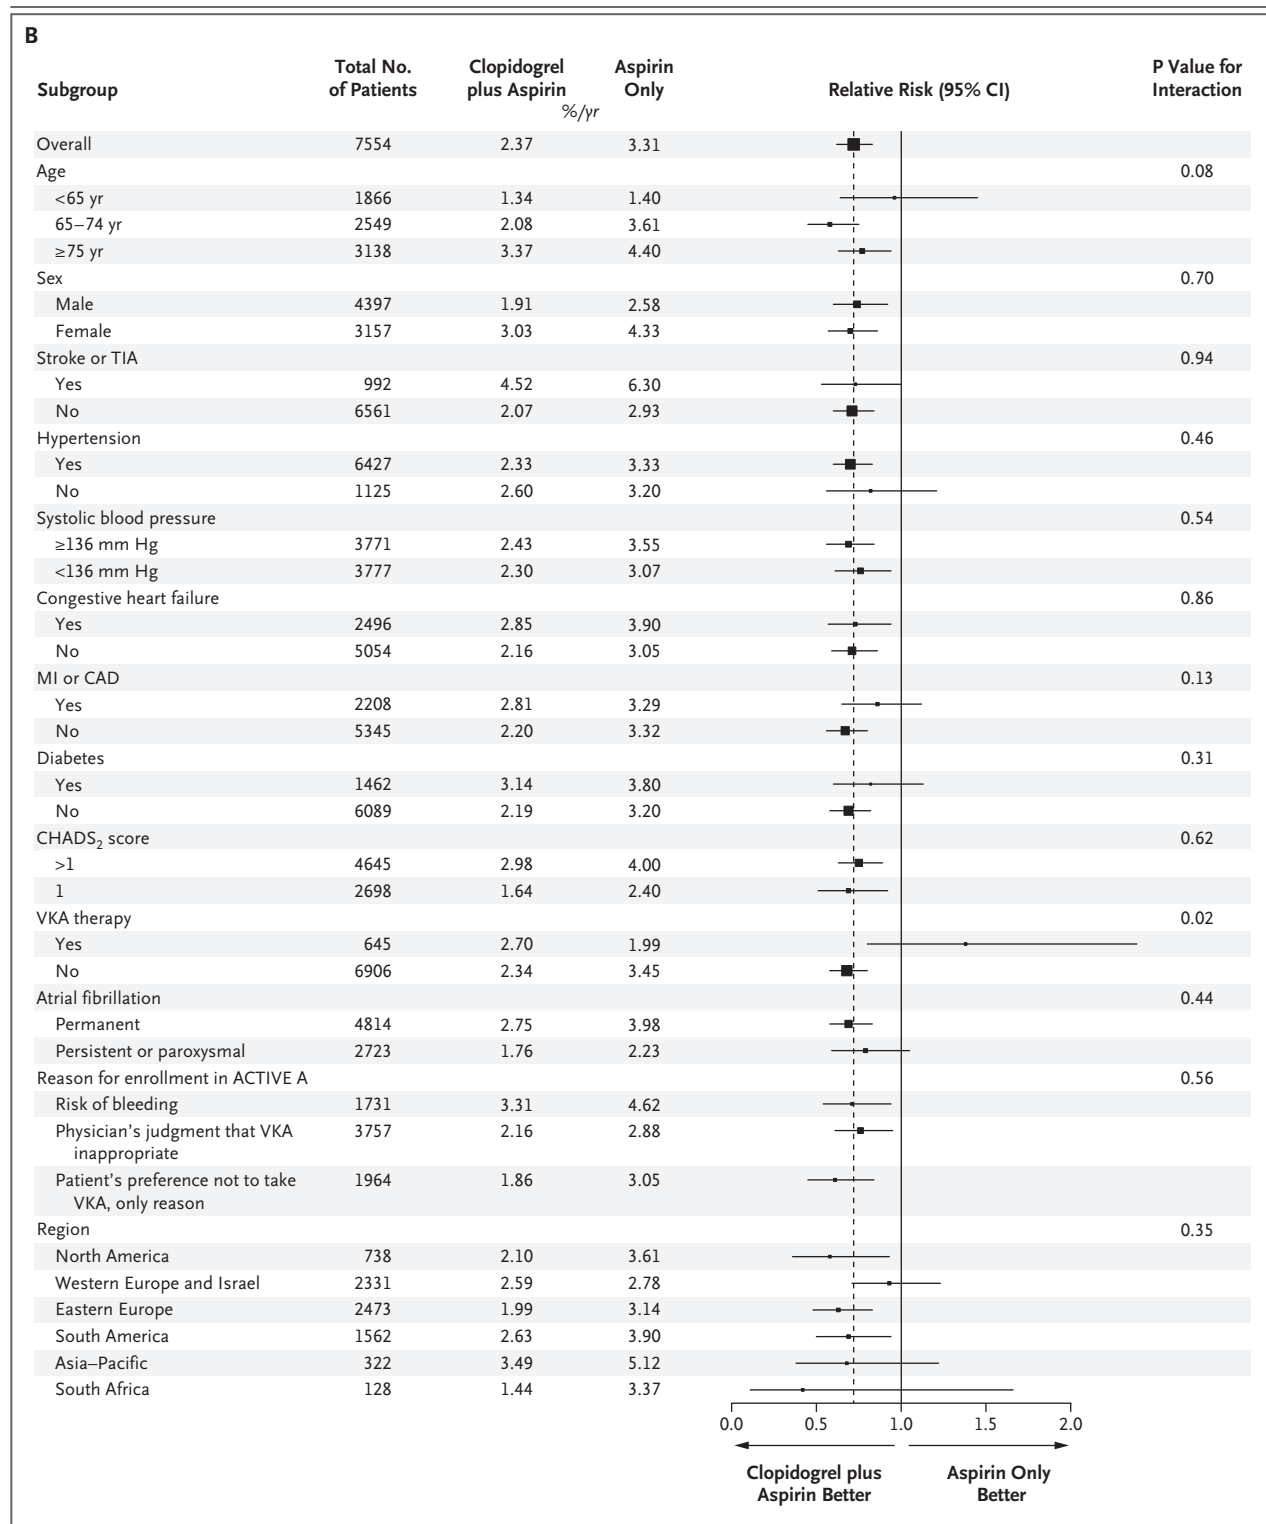 B
Subgroup Total No. of Patients Clopidogrel plus Aspirin Aspirin Only Relative Risk (95% CI) P Value for Interaction
%/yr
Overall 7554 2.37 3.31
Age 0.08
<65 yr 1866 1.34 1.40
65–74 yr 2549 2.08 3.61
≥75 yr 3138 3.37 4.40
Sex 0.70
Male 4397 1.91 2.58
Female 3157 3.03 4.33
Stroke or TIA 0.94
Yes 992 4.52 6.30
No 6561 2.07 2.93
Hypertension 0.46
Yes 6427 2.33 3.33
No 1125 2.60 3.20
Systolic blood pressure 0.54
≥136 mm Hg 3771 2.43 3.55
<136 mm Hg 3777 2.30 3.07
Congestive heart failure 0.86
Yes 2496 2.85 3.90
No 5054 2.16 3.05
MI or CAD 0.13
Yes 2208 2.81 3.29
No 5345 2.20 3.32
Diabetes 0.31
Yes 1462 3.14 3.80
No 6089 2.19 3.20
CHADS₂ score 0.62
>1 4645 2.98 4.00
1 2698 1.64 2.40
VKA therapy 0.02
Yes 645 2.70 1.99
No 6906 2.34 3.45
Atrial fibrillation 0.44
Permanent 4814 2.75 3.98
Persistent or paroxysmal 2723 1.76 2.23
Reason for enrollment in ACTIVE A 0.56
Risk of bleeding 1731 3.31 4.62
Physician's judgment that VKA 3757 2.16 2.88
inappropriate
Patient's preference not to take 1964 1.86 3.05
VKA, only reason
Region 0.35
North America 738 2.10 3.61
Western Europe and Israel 2331 2.59 2.78
Eastern Europe 2473 1.99 3.14
South America 1562 2.63 3.90
Asia–Pacific 322 3.49 5.12
South Africa 128 1.44 3.37
0.0 0.5 1.0 1.5 2.0
Clopidogrel plus Aspirin Better
Aspirin Only Better